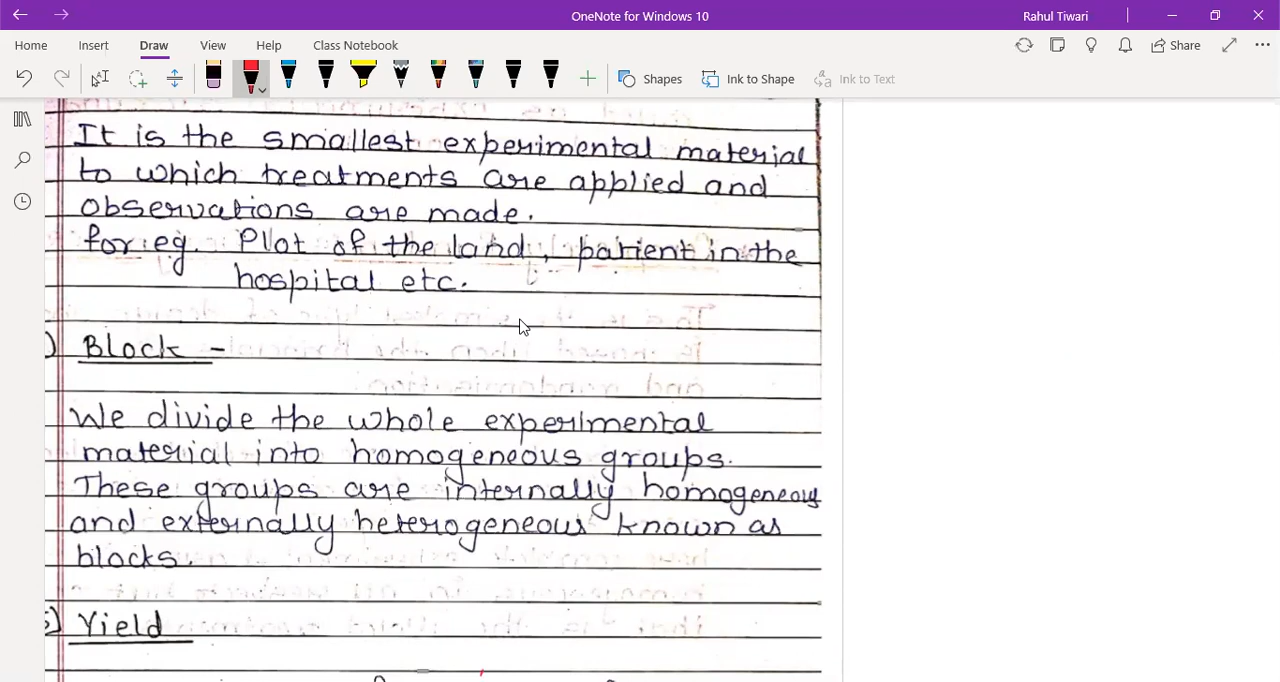 OneNote for Windows 10
Rahul Tiwari
Home Insert Draw View Help Class Notebook
Share
Shapes Ink to Shape Ink to Text
It is the smallest experimental material
to which treatments are applied and
observations are made.
for eg. Plot of the land, patient in the
hospital etc.
) Block -
We divide the whole experimental
material into homogeneous groups.
These groups are internally homogeneous
and externally heterogeneous known as
blocks.
) Yield